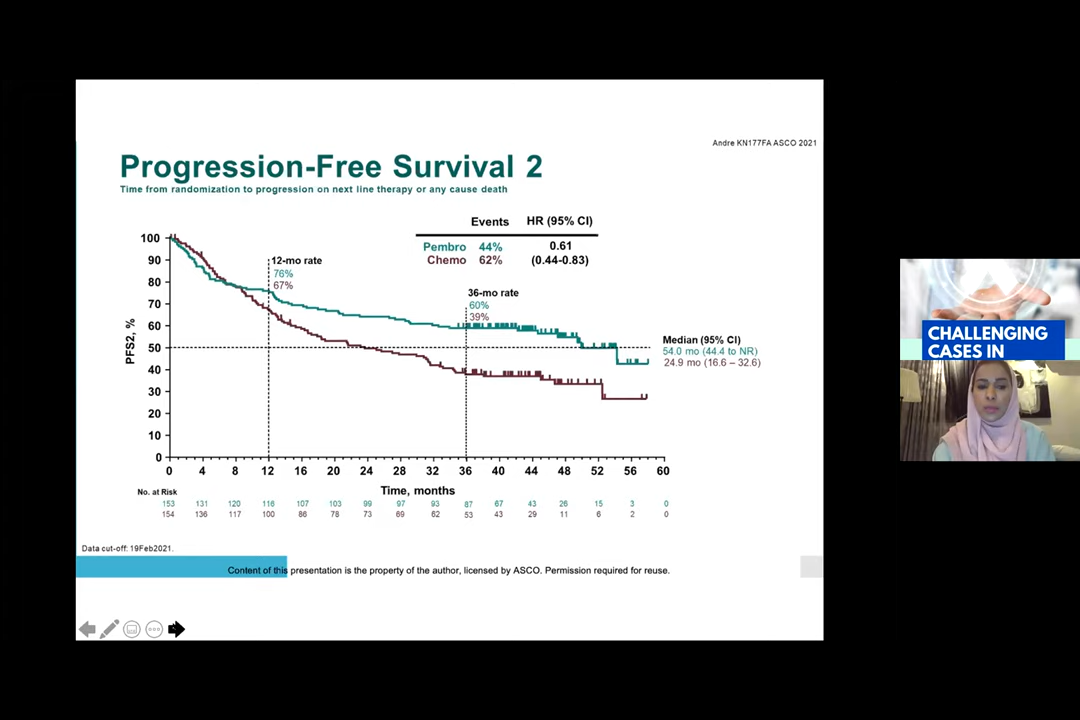 Andre KN177FA ASCO 2021
Progression-Free Survival 2
Time from randomization to progression on next line therapy or any cause death
Events HR (95% CI)
Pembro 44% 0.61
Chemo 62% (0.44-0.83)
12-mo rate
76%
67%
36-mo rate
60%
39%
Median (95% CI)
54.0 mo (44.4 to NR)
24.9 mo (16.6 – 32.6)
PFS2, %
100
90
80
70
60
50
40
30
20
10
0
0 4 8 12 16 20 24 28 32 36 40 44 48 52 56 60
Time, months
No. at Risk
153 131 120 116 107 103 99 97 93 87 67 43 26 15 3 0
154 136 117 100 86 78 73 69 62 53 43 29 11 6 2 0
Data cut-off: 19Feb2021.
Content of this presentation is the property of the author, licensed by ASCO. Permission required for reuse.
CHALLENGING
CASES IN